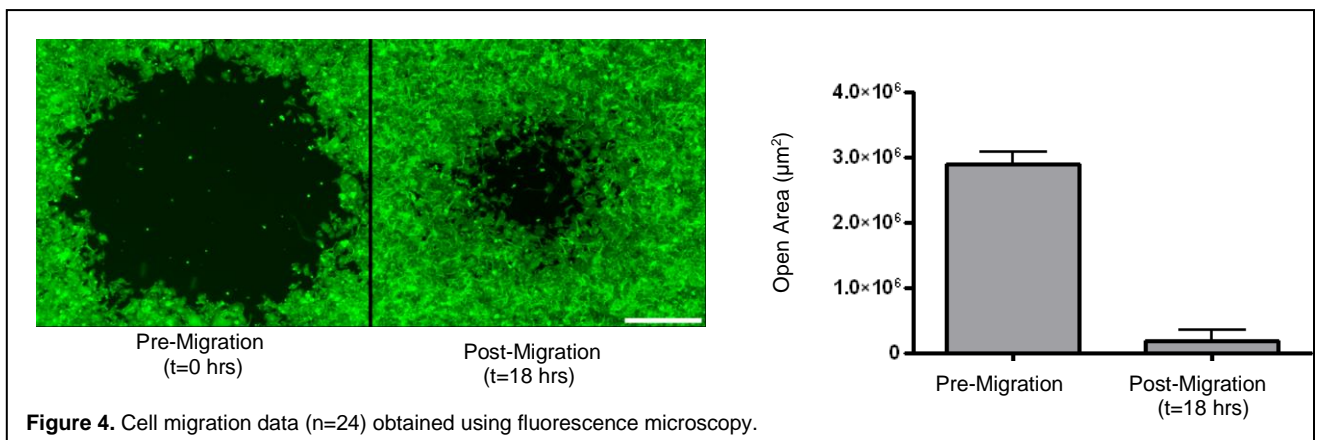 Pre-Migration
(t=0 hrs)
Post-Migration
(t=18 hrs)
Open Area (µm²)
4.0×10⁶
3.0×10⁶
2.0×10⁶
1.0×10⁶
0
Pre-Migration
Post-Migration
(t=18 hrs)
Figure 4. Cell migration data (n=24) obtained using fluorescence microscopy.